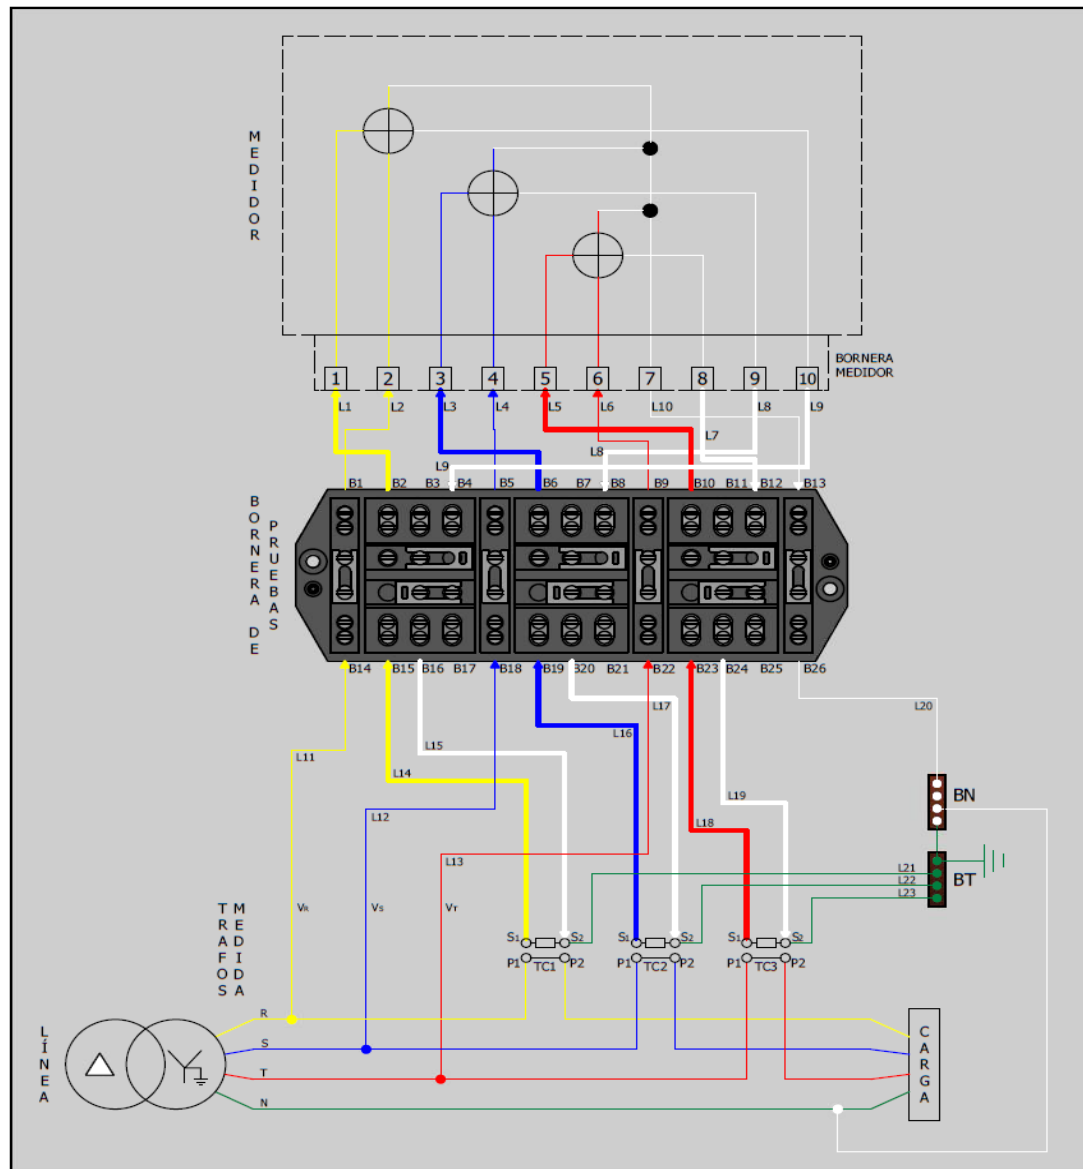 MEDIDOR
1 2 3 4 5 6 7 8 9 10
BORNERA
MEDIDOR
L1 L2 L3 L4 L5 L6 L10 L7 L8 L9
L8
L9
B1 B2 B3 B4 B5 B6 B7 B8 B9 B10 B11 B12 B13
BORNERA DE
PRUEBAS
B14 B15 B16 B17 B18 B19 B20 B21 B22 B23 B24 B25 B26
L17
L20
L16
L15
L11
L14
L19
BN
L12
L18
L13
L21
L22
L23
BT
TRAFOS
MEDIDA
VR VS VT
S1 S2 S1 S2 S1 S2
P1 TC1 P2 P1 TC2 P2 P1 TC3 P2
LÍNEA
R
S
T
N
CARGA